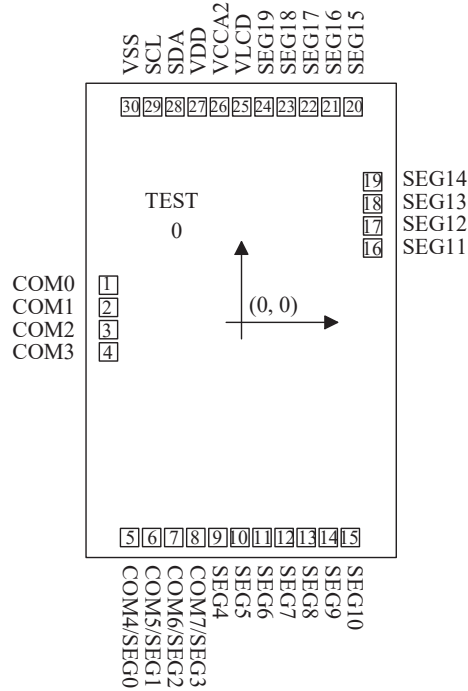 VSS
SCL
SDA
VDD
VCCA2
VLCD
SEG19
SEG18
SEG17
SEG16
SEG15
30 29 28 27 26 25 24 23 22 21 20
19 SEG14
18 SEG13
17 SEG12
16 SEG11
TEST
0
(0, 0)
COM0 1
COM1 2
COM2 3
COM3 4
5 6 7 8 9 10 11 12 13 14 15
COM4/SEG0
COM5/SEG1
COM6/SEG2
COM7/SEG3
SEG4
SEG5
SEG6
SEG7
SEG8
SEG9
SEG10